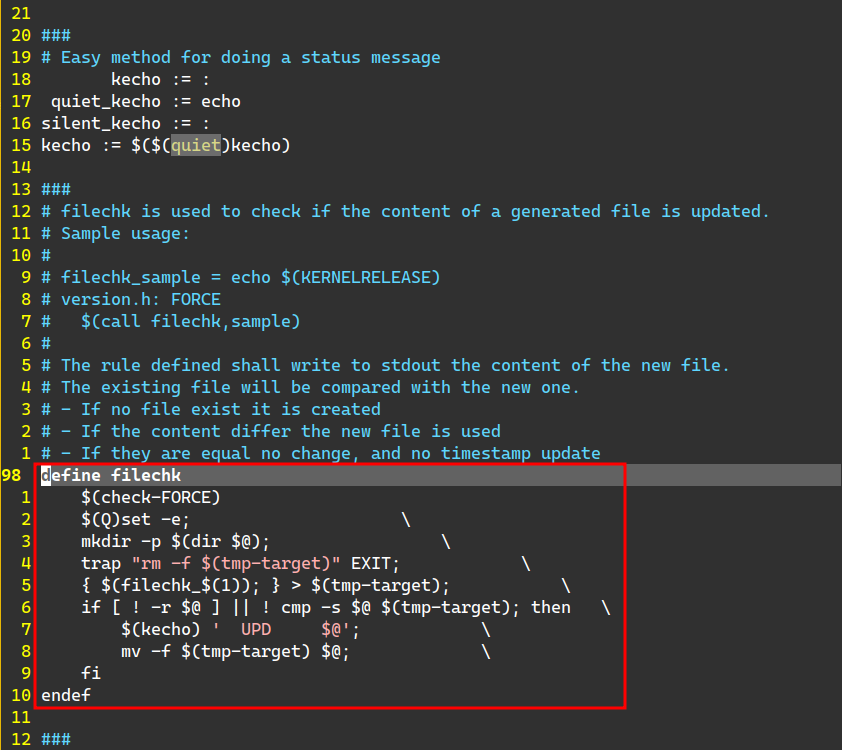 21
20 ###
19 # Easy method for doing a status message
18        kecho := :
17  quiet_kecho := echo
16 silent_kecho := :
15 kecho := $($(quiet)kecho)
14
13 ###
12 # filechk is used to check if the content of a generated file is updated.
11 # Sample usage:
10 #
9 # filechk_sample = echo $(KERNELRELEASE)
8 # version.h: FORCE
7 #   $(call filechk,sample)
6 #
5 # The rule defined shall write to stdout the content of the new file.
4 # The existing file will be compared with the new one.
3 # - If no file exist it is created
2 # - If the content differ the new file is used
1 # - If they are equal no change, and no timestamp update
98 define filechk
1     $(check-FORCE)
2     $(Q)set -e;                     \
3     mkdir -p $(dir $@);                 \
4     trap "rm -f $(tmp-target)" EXIT;            \
5     { $(filechk_$(1)); } > $(tmp-target);           \
6     if [ ! -r $@ ] || ! cmp -s $@ $(tmp-target); then   \
7         $(kecho) '  UPD     $@';            \
8         mv -f $(tmp-target) $@;             \
9     fi
10 endef
11
12 ###